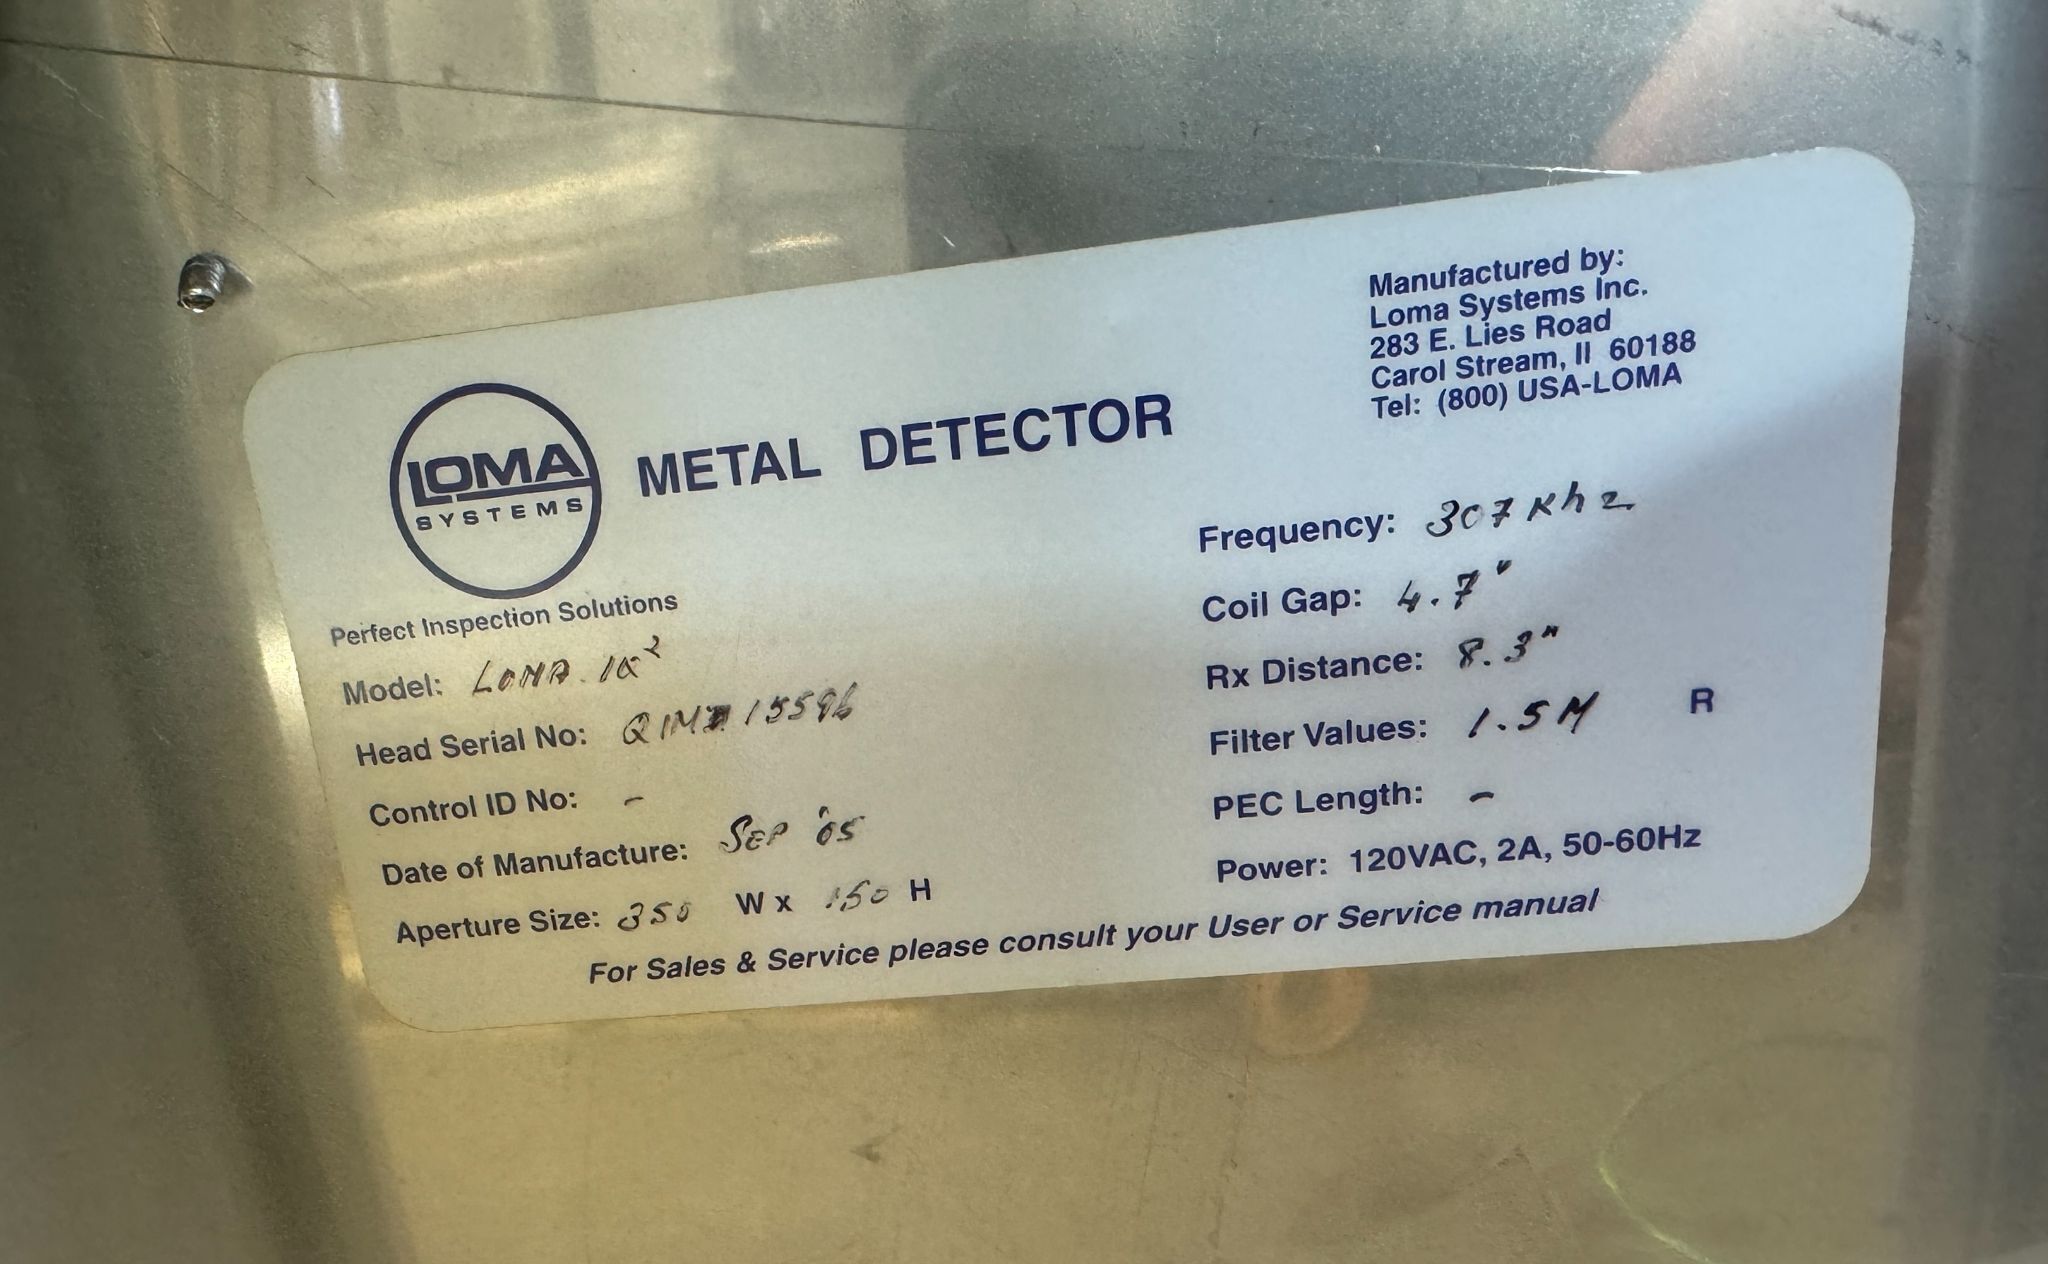 Manufactured by:
Loma Systems Inc.
283 E. Lies Road
Carol Stream, Il 60188
Tel: (800) USA-LOMA
LOMA
SYSTEMS
METAL DETECTOR
Perfect Inspection Solutions
Model: LOMA IQ²
Head Serial No:
Control ID No: -
Date of Manufacture: SEP '05
Aperture Size: 350 W x 150 H
Frequency: 307 Khz
Coil Gap: 4.7"
Rx Distance: 8.3"
Filter Values: 1.5M R
PEC Length: -
Power: 120VAC, 2A, 50-60Hz
For Sales & Service please consult your User or Service manual